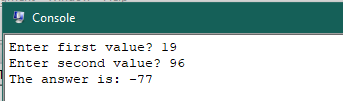 Console
Enter first value? 19
Enter second value? 96
The answer is: -77